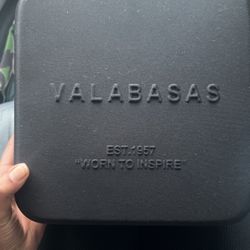 VALABASAS
EST.1957
“WORN TO INSPIRE”